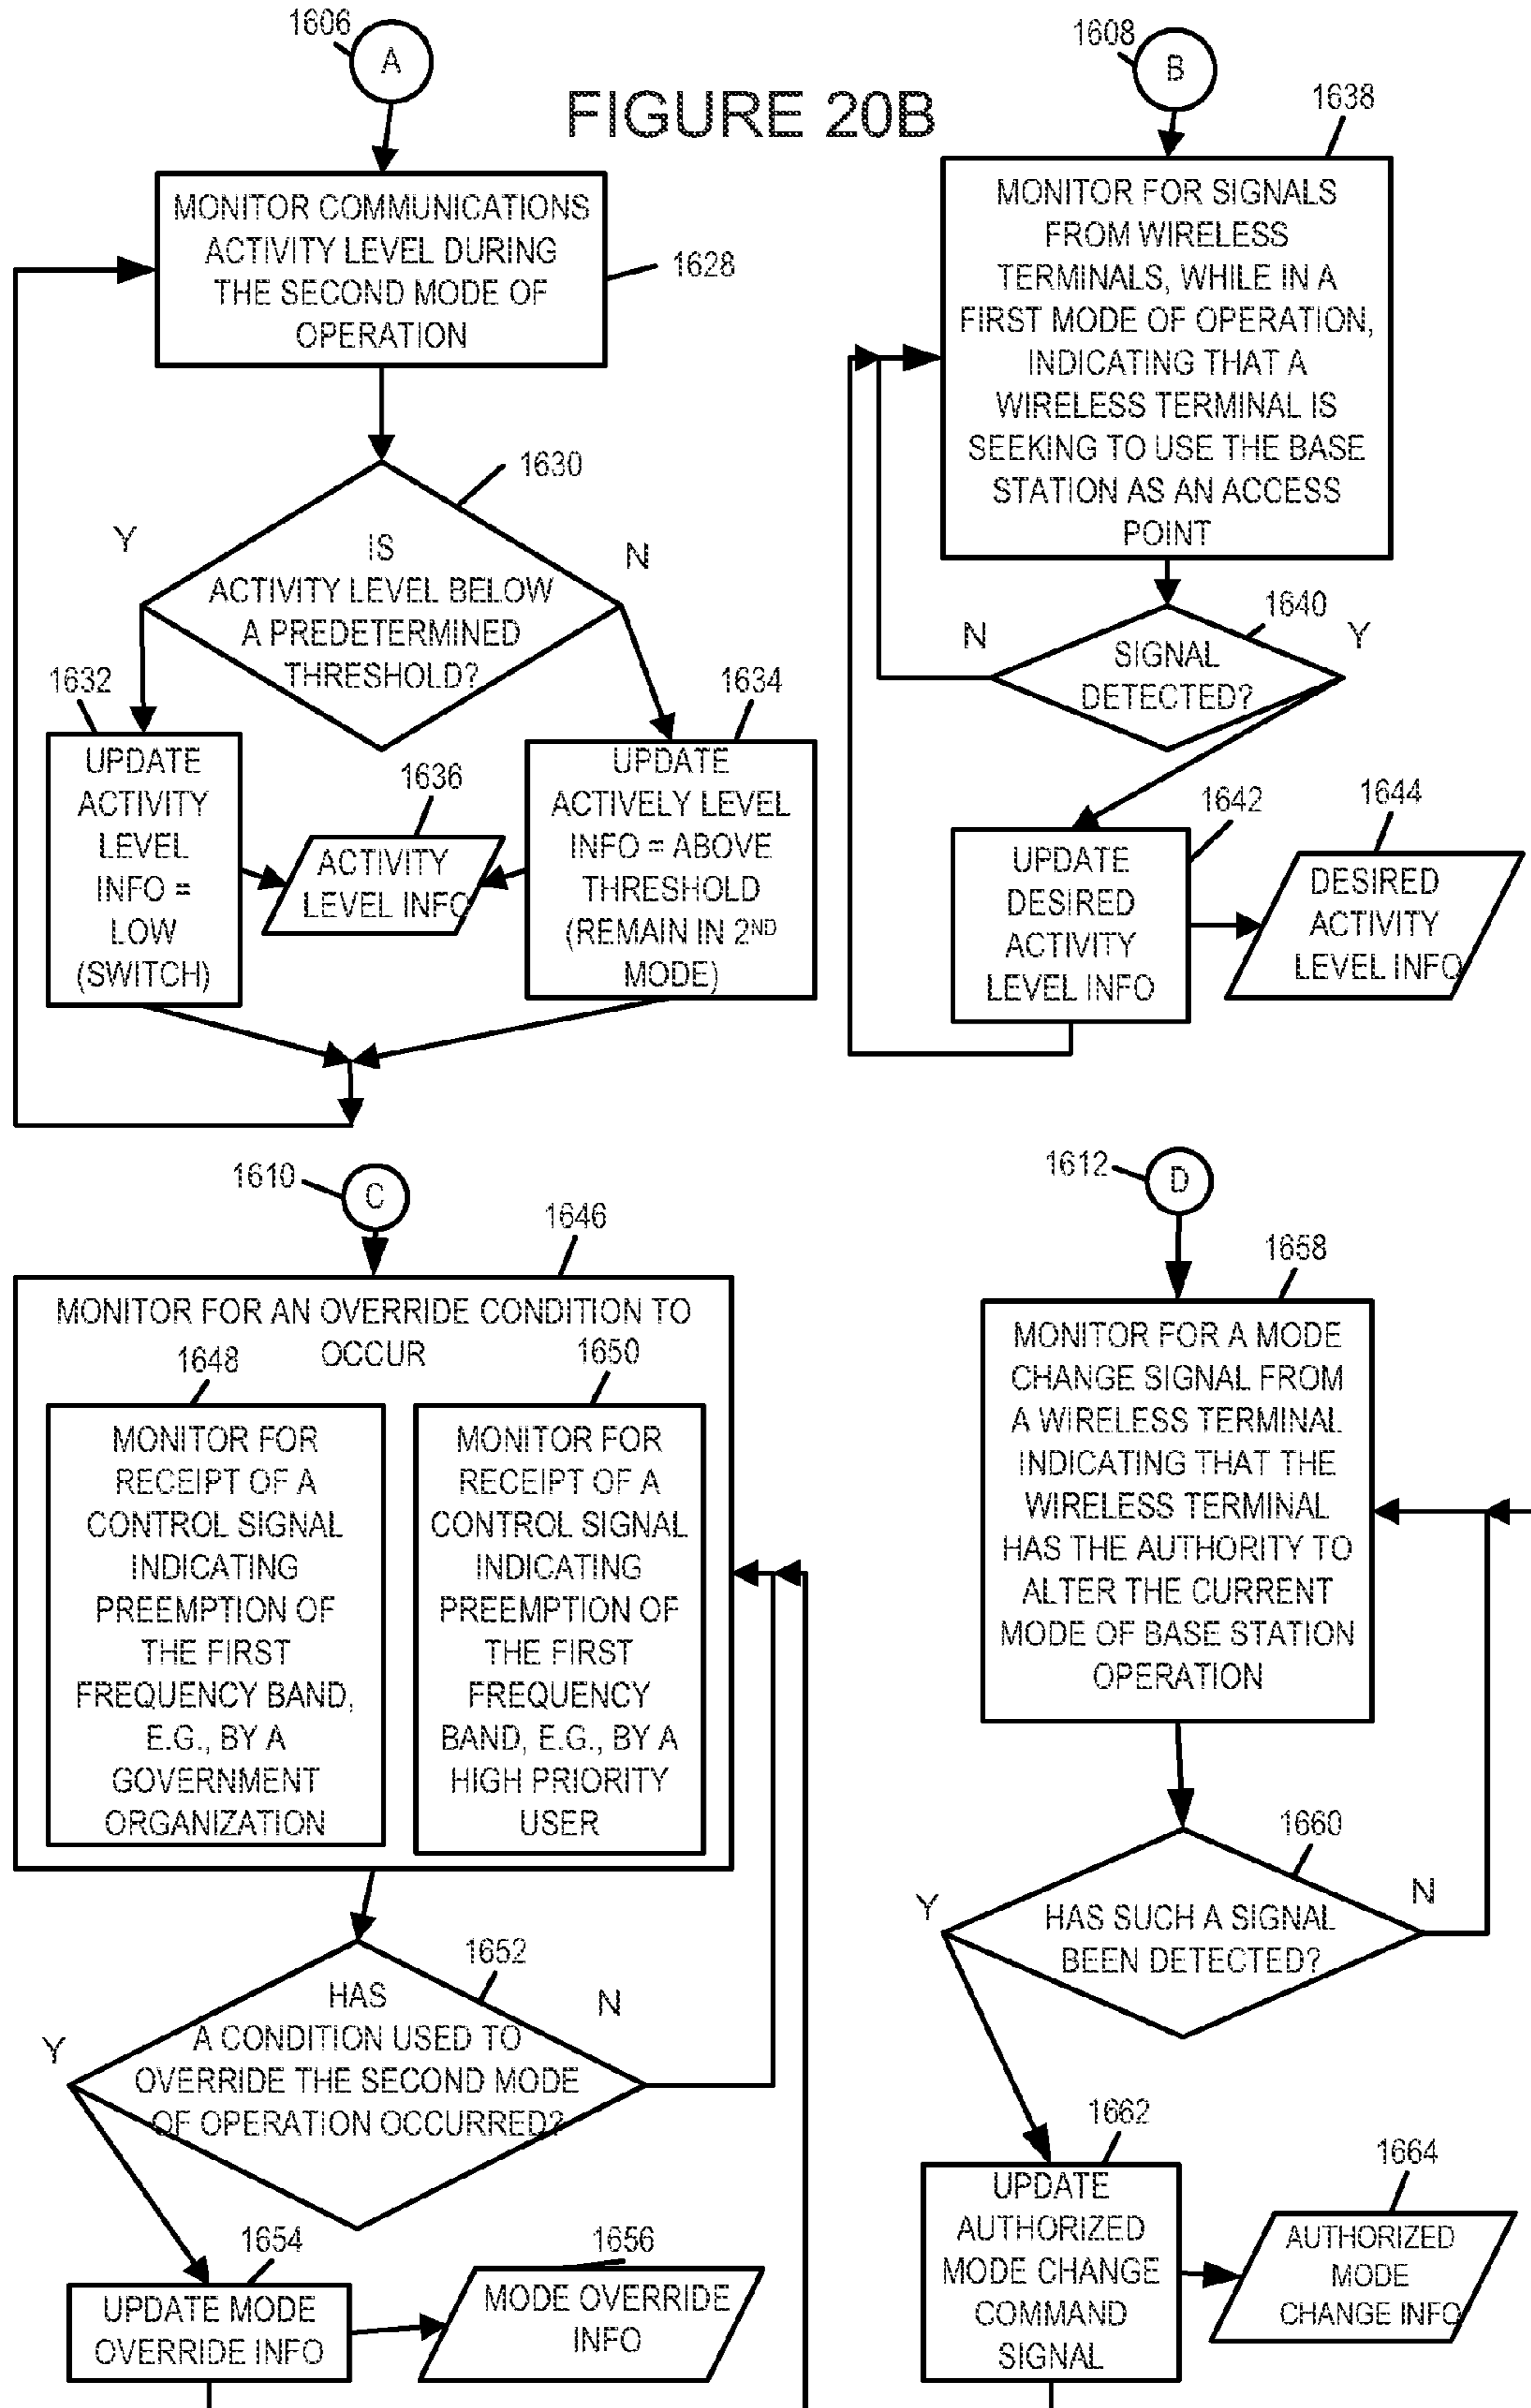 FIGURE 20B
1606
A
MONITOR COMMUNICATIONS
ACTIVITY LEVEL DURING
THE SECOND MODE OF
OPERATION
1628
1630
IS
ACTIVITY LEVEL BELOW
A PREDETERMINED
THRESHOLD?
Y
N
1632
UPDATE
ACTIVITY
LEVEL
INFO =
LOW
(SWITCH)
1636
ACTIVITY
LEVEL INFO
1634
UPDATE
ACTIVELY LEVEL
INFO = ABOVE
THRESHOLD
(REMAIN IN 2ND
MODE)
1608
B
1638
MONITOR FOR SIGNALS
FROM WIRELESS
TERMINALS, WHILE IN A
FIRST MODE OF OPERATION,
INDICATING THAT A
WIRELESS TERMINAL IS
SEEKING TO USE THE BASE
STATION AS AN ACCESS
POINT
1640
N
Y
SIGNAL
DETECTED?
1642
UPDATE
DESIRED
ACTIVITY
LEVEL INFO
1644
DESIRED
ACTIVITY
LEVEL INFO
1610
C
1646
MONITOR FOR AN OVERRIDE CONDITION TO
OCCUR
1648
MONITOR FOR
RECEIPT OF A
CONTROL SIGNAL
INDICATING
PREEMPTION OF
THE FIRST
FREQUENCY BAND,
E.G., BY A
GOVERNMENT
ORGANIZATION
1650
MONITOR FOR
RECEIPT OF A
CONTROL SIGNAL
INDICATING
PREEMPTION OF
THE FIRST
FREQUENCY
BAND, E.G., BY A
HIGH PRIORITY
USER
1652
HAS
A CONDITION USED TO
OVERRIDE THE SECOND MODE
OF OPERATION OCCURRED?
Y
N
1654
UPDATE MODE
OVERRIDE INFO
1656
MODE OVERRIDE
INFO
1612
D
1658
MONITOR FOR A MODE
CHANGE SIGNAL FROM
A WIRELESS TERMINAL
INDICATING THAT THE
WIRELESS TERMINAL
HAS THE AUTHORITY TO
ALTER THE CURRENT
MODE OF BASE STATION
OPERATION
1660
Y
N
HAS SUCH A SIGNAL
BEEN DETECTED?
1662
UPDATE
AUTHORIZED
MODE CHANGE
COMMAND
SIGNAL
1664
AUTHORIZED
MODE
CHANGE INFO